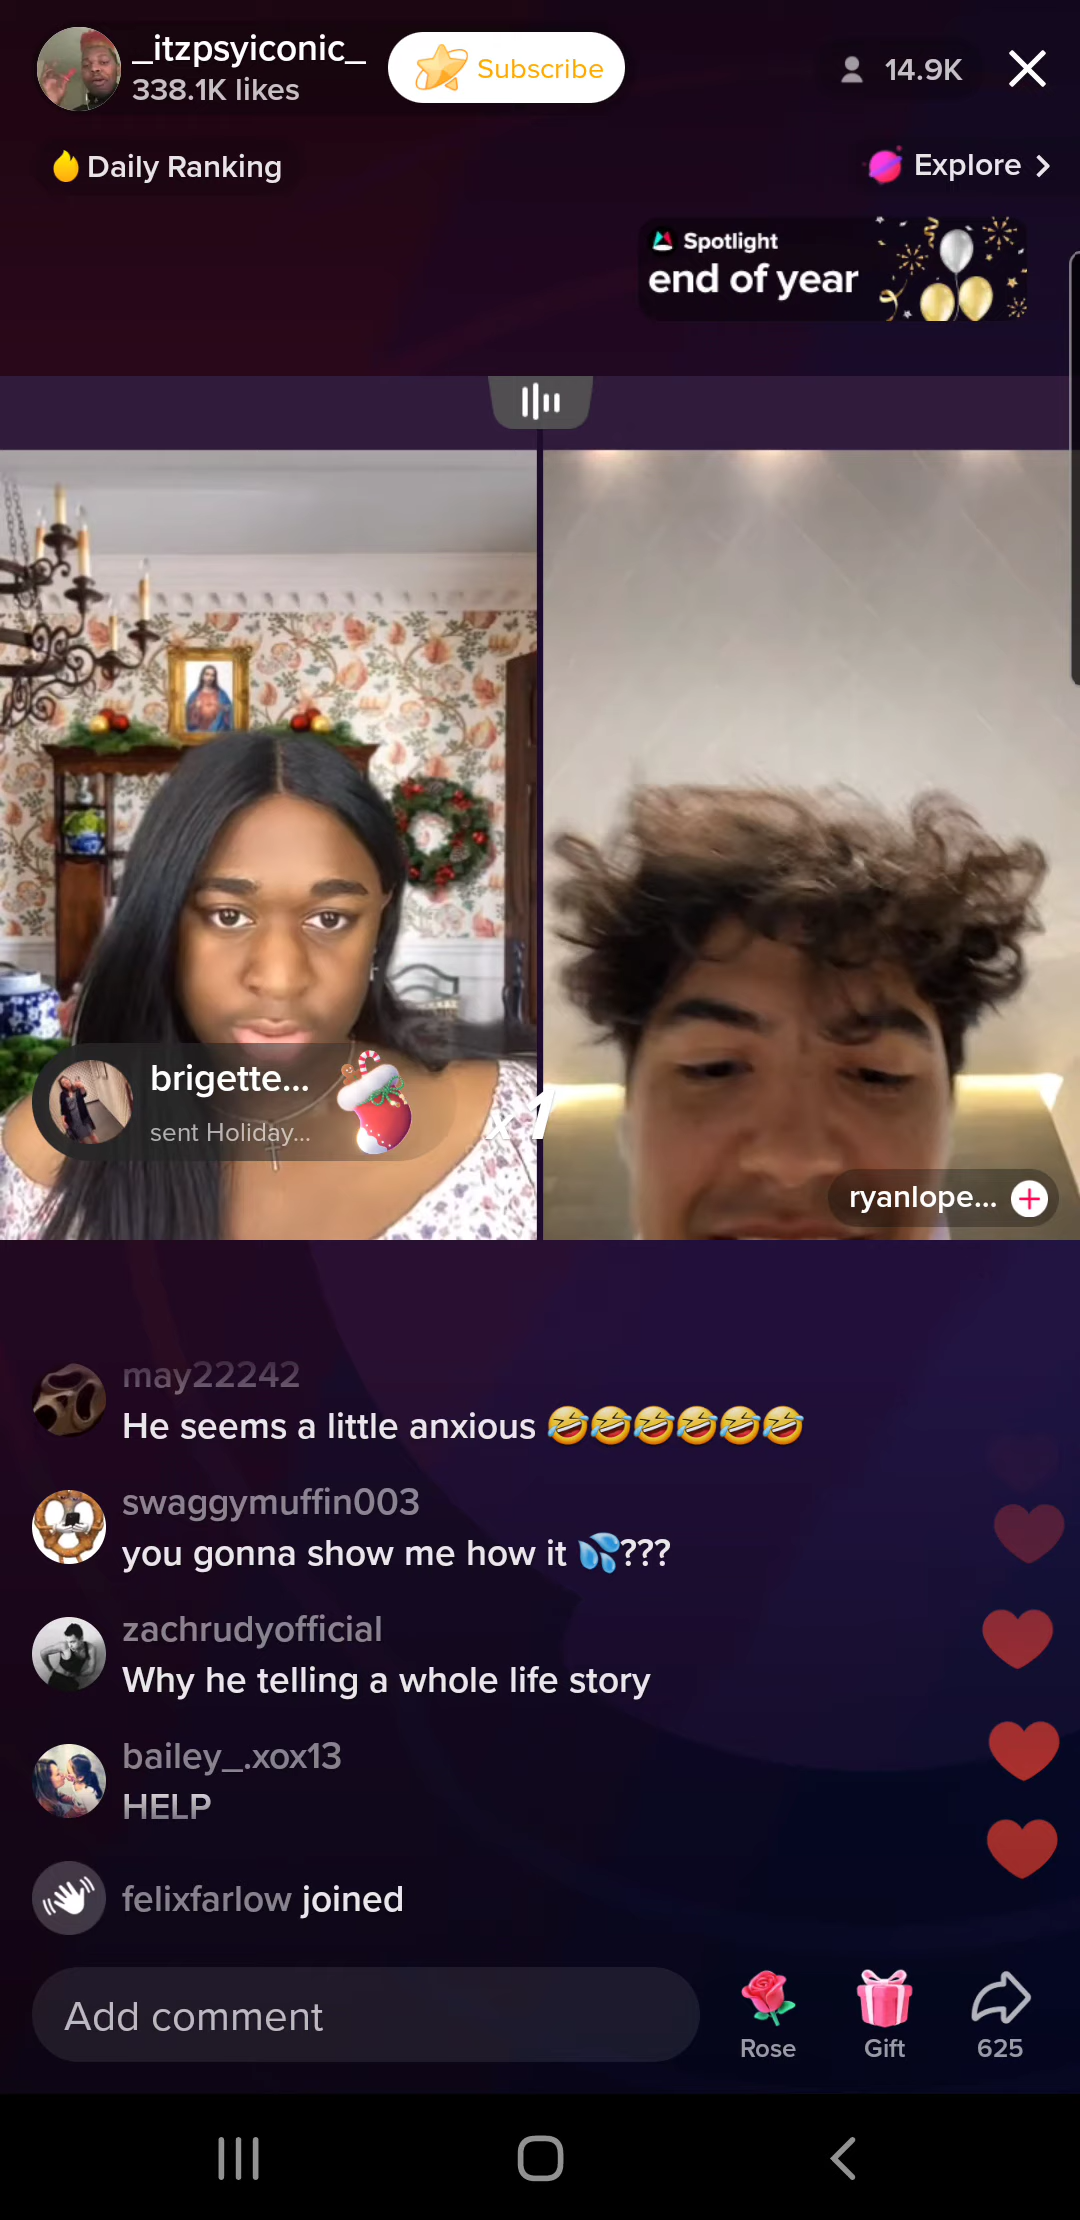 _itzpsyiconic_
338.1K likes
Subscribe
14.9K
Daily Ranking
Explore
Spotlight
end of year
brigette...
sent Holiday...
x1
ryanlope...
may22242
He seems a little anxious 🤣🤣🤣🤣🤣🤣
swaggymuffin003
you gonna show me how it 💦???
zachrudyofficial
Why he telling a whole life story
bailey_.xox13
HELP
felixfarlow joined
Add comment
Rose
Gift
625